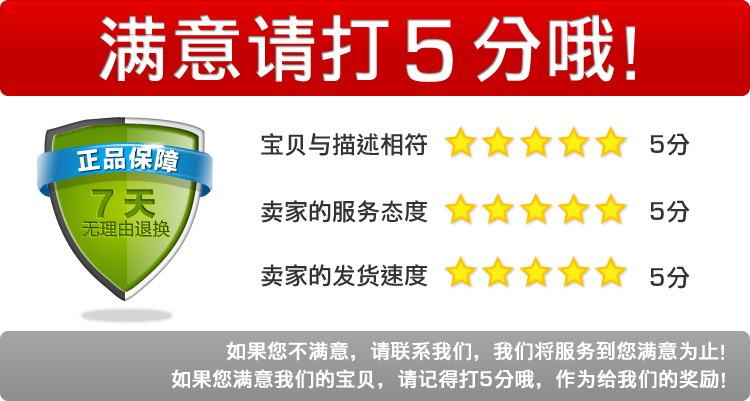 满意请打5分哦!
正品保障
7天
无理由退换
宝贝与描述相符 5分
卖家的服务态度 5分
卖家的发货速度 5分
如果您不满意，请联系我们，我们将服务到您满意为止!
如果您满意我们的宝贝，请记得打5分哦，作为给我们的奖励!